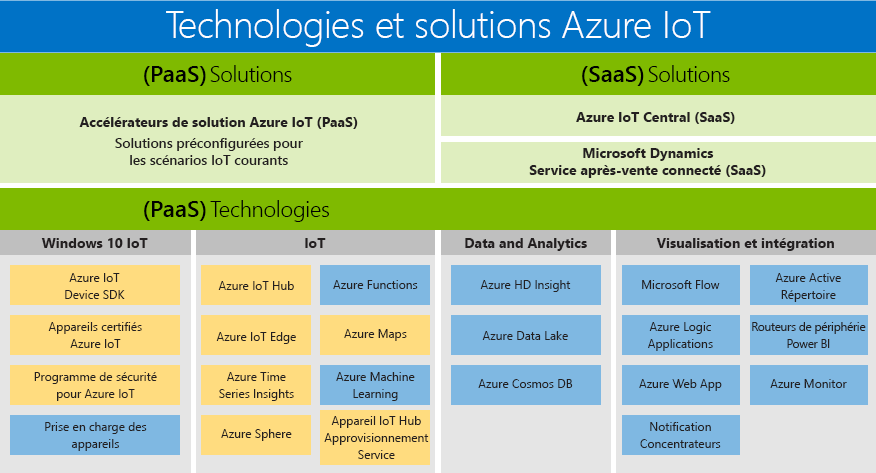 Technologies et solutions Azure IoT
(PaaS) Solutions
(SaaS) Solutions
Accélérateurs de solution Azure IoT (PaaS)
Solutions préconfigurées pour
les scénarios IoT courants
Azure IoT Central (SaaS)
Microsoft Dynamics
Service après-vente connecté (SaaS)
(PaaS) Technologies
Windows 10 IoT
IoT
Data and Analytics
Visualisation et intégration
Azure IoT
Device SDK
Appareils certifiés
Azure IoT
Programme de sécurité
pour Azure IoT
Prise en charge des
appareils
Azure IoT Hub
Azure Functions
Azure IoT Edge
Azure Maps
Azure Time
Series Insights
Azure Machine
Learning
Azure Sphere
Appareil IoT Hub
Approvisionnement
Service
Azure HD Insight
Azure Data Lake
Azure Cosmos DB
Microsoft Flow
Azure Active
Répertoire
Azure Logic
Applications
Routeurs de périphérie
Power BI
Azure Web App
Azure Monitor
Notification
Concentrateurs